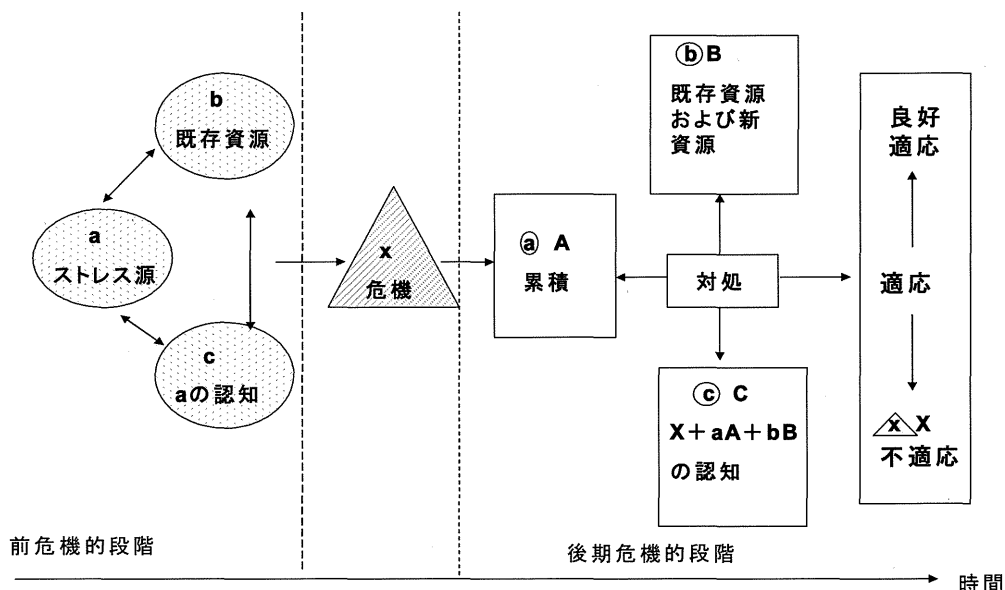 b
既存資源
a
ストレス源
c
aの認知
x
危機
a A
累積
b B
既存資源
および新
資源
対処
c C
X+aA+bB
の認知
良好
適応
適応
x X
不適応
前危機的段階
後期危機的段階
時間